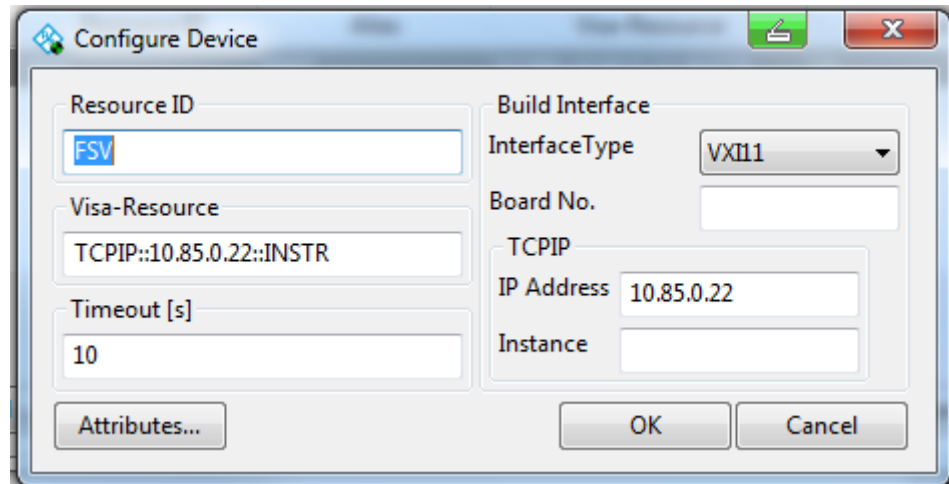 Configure Device
Resource ID
FSV
Visa-Resource
TCPIP::10.85.0.22::INSTR
Timeout [s]
10
Attributes...
Build Interface
InterfaceType
VXI11
Board No.
TCPIP
IP Address
10.85.0.22
Instance
OK
Cancel